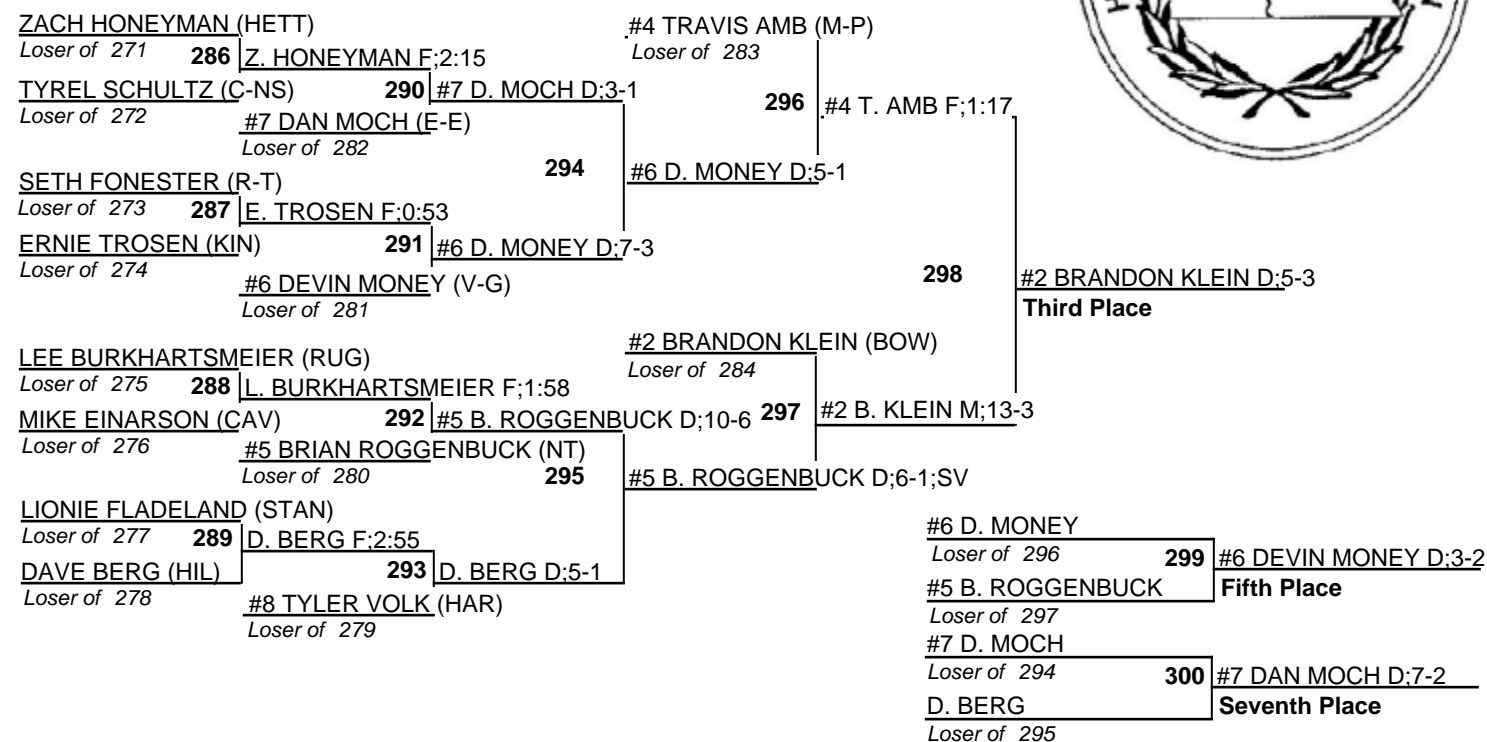 ZACH HONEYMAN (HETT)
Loser of 271
286
Z. HONEYMAN F;2:15
TYREL SCHULTZ (C-NS)
Loser of 272
290
#7 D. MOCH D;3-1
#7 DAN MOCH (E-E)
Loser of 282
294
#6 D. MONEY D;5-1
SETH FONESTER (R-T)
Loser of 273
287
E. TROSEN F;0:53
ERNIE TROSEN (KIN)
Loser of 274
291
#6 D. MONEY D;7-3
#6 DEVIN MONEY (V-G)
Loser of 281
#4 TRAVIS AMB (M-P)
Loser of 283
296
#4 T. AMB F;1:17
298
#2 BRANDON KLEIN D;5-3
Third Place
LEE BURKHARTSMEIER (RUG)
Loser of 275
288
L. BURKHARTSMEIER F;1:58
MIKE EINARSON (CAV)
Loser of 276
292
#5 B. ROGGENBUCK D;10-6
#5 BRIAN ROGGENBUCK (NT)
Loser of 280
295
#5 B. ROGGENBUCK D;6-1;SV
LIONIE FLADELAND (STAN)
Loser of 277
289
D. BERG F;2:55
DAVE BERG (HIL)
Loser of 278
293
D. BERG D;5-1
#8 TYLER VOLK (HAR)
Loser of 279
#2 BRANDON KLEIN (BOW)
Loser of 284
297
#2 B. KLEIN M;13-3
#6 D. MONEY
Loser of 296
299
#6 DEVIN MONEY D;3-2
#5 B. ROGGENBUCK
Fifth Place
Loser of 297
#7 D. MOCH
Loser of 294
300
#7 DAN MOCH D;7-2
D. BERG
Seventh Place
Loser of 295